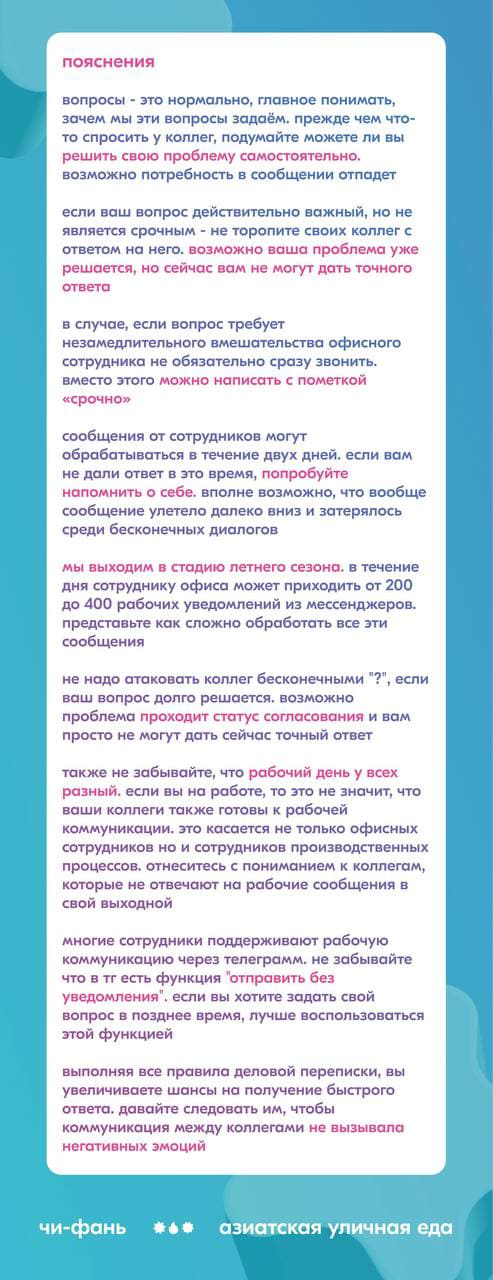 пояснения
вопросы - это нормально, главное понимать,
зачем мы эти вопросы задаём. прежде чем что-
то спросить у коллег, подумайте можете ли вы
решить свою проблему самостоятельно.
возможно потребность в сообщении отпадет
если ваш вопрос действительно важный, но не
является срочным - не торопите своих коллег с
ответом на него. возможно ваша проблема уже
решается, но сейчас вам не могут дать точного
ответа
в случае, если вопрос требует
незамедлительного вмешательства офисного
сотрудника не обязательно сразу звонить.
вместо этого можно написать с пометкой
«срочно»
сообщения от сотрудников могут
обрабатываться в течение двух дней. если вам
не дали ответ в это время, попробуйте
напомнить о себе. вполне возможно, что вообще
сообщение улетело далеко вниз и затерялось
среди бесконечных диалогов
мы выходим в стадию летнего сезона. в течение
дня сотруднику офиса может приходить от 200
до 400 рабочих уведомлений из мессенджеров.
представьте как сложно обработать все эти
сообщения
не надо атаковать коллег бесконечными "?", если
ваш вопрос долго решается. возможно
проблема проходит статус согласования и вам
просто не могут дать сейчас точный ответ
также не забывайте, что рабочий день у всех
разный. если вы на работе, то это не значит, что
ваши коллеги также готовы к рабочей
коммуникации. это касается не только офисных
сотрудников но и сотрудников производственных
процессов. отнеситесь с пониманием к коллегам,
которые не отвечают на рабочие сообщения в
свой выходной
многие сотрудники поддерживают рабочую
коммуникацию через телеграмм. не забывайте
что в тг есть функция "отправить без
уведомления". если вы хотите задать свой
вопрос в позднее время, лучше воспользоваться
этой функцией
выполняя все правила деловой переписки, вы
увеличиваете шансы на получение быстрого
ответа. давайте следовать им, чтобы
коммуникация между коллегами не вызывала
негативных эмоций
чи-фань азиатская уличная еда